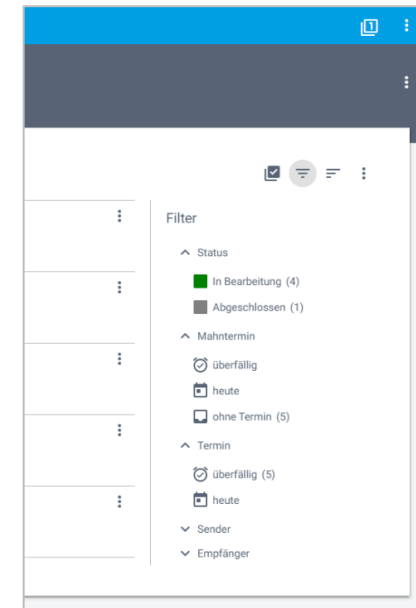 1
Filter
Status
In Bearbeitung (4)
Abgeschlossen (1)
Mahntermin
überfällig
heute
ohne Termin (5)
Termin
überfällig (5)
heute
Sender
Empfänger